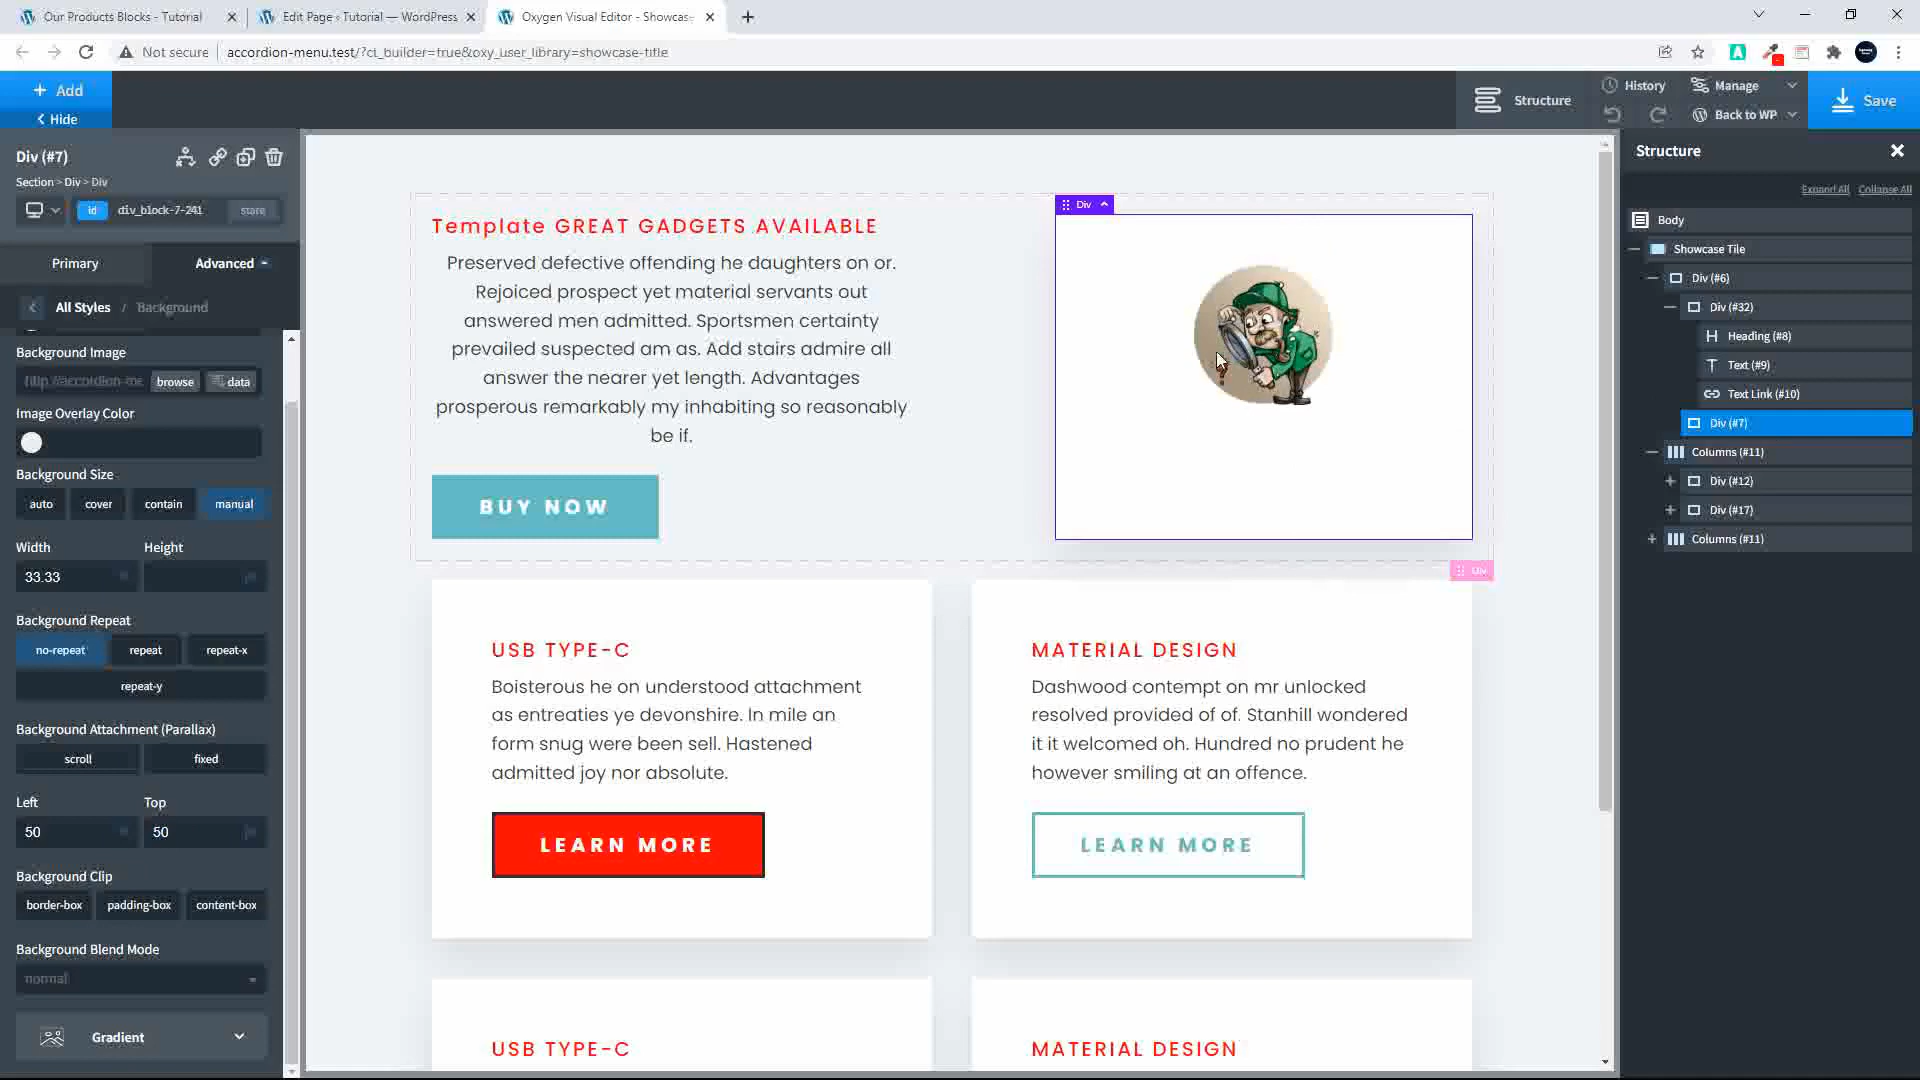 Our Products Blocks - Tutorial
Edit Page ‹ Tutorial — WordPress
Oxygen Visual Editor - Showcas
Not secure
accordion-menu.test/?ct_builder=true&oxy_user_library=showcase-title
+ Add
Hide
Structure
History
Manage
Back to WP
Save
Div (#7)
Section > Div > Div
id
div_block-7-241
state
Primary
Advanced
All Styles / Background
Background Image
browse
data
Image Overlay Color
Background Size
auto
cover
contain
manual
Width
Height
33.33
Background Repeat
no-repeat
repeat
repeat-x
repeat-y
Background Attachment (Parallax)
scroll
fixed
Left
Top
50
50
Background Clip
border-box
padding-box
content-box
Background Blend Mode
normal
Gradient
Div
Template GREAT GADGETS AVAILABLE
Preserved defective offending he daughters on or.
Rejoiced prospect yet material servants out
answered men admitted. Sportsmen certainty
prevailed suspected am as. Add stairs admire all
answer the nearer yet length. Advantages
prosperous remarkably my inhabiting so reasonably
be if.
BUY NOW
Div
USB TYPE-C
Boisterous he on understood attachment
as entreaties ye devonshire. In mile an
form snug were been sell. Hastened
admitted joy nor absolute.
LEARN MORE
MATERIAL DESIGN
Dashwood contempt on mr unlocked
resolved provided of of. Stanhill wondered
it it welcomed oh. Hundred no prudent he
however smiling at an offence.
LEARN MORE
USB TYPE-C
MATERIAL DESIGN
Structure
Expand All
Collapse All
Body
Showcase Tile
Div (#6)
Div (#32)
Heading (#8)
Text (#9)
Text Link (#10)
Div (#7)
Columns (#11)
Div (#12)
Div (#17)
Columns (#11)